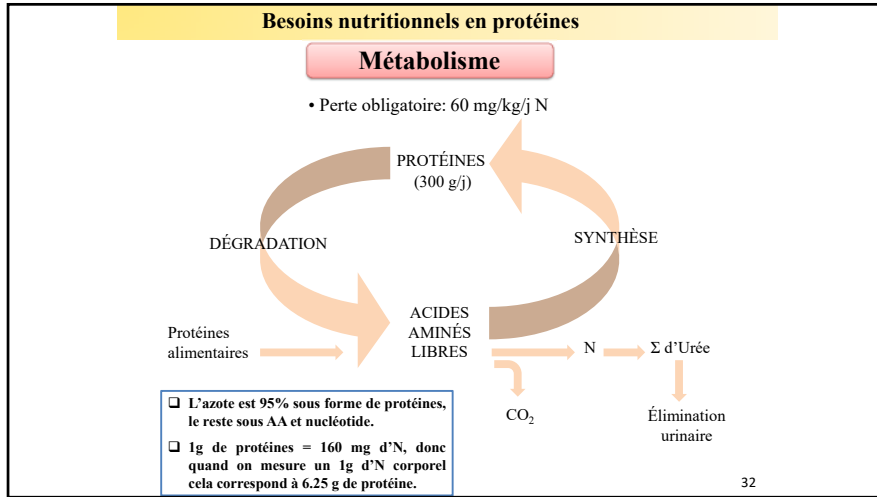 Besoins nutritionnels en protéines
Métabolisme
• Perte obligatoire: 60 mg/kg/j N
PROTÉINES
(300 g/j)
DÉGRADATION
SYNTHÈSE
ACIDES
AMINÉS
LIBRES
Protéines
alimentaires
N
Σ d’Urée
CO₂
Élimination
urinaire
❑ L’azote est 95% sous forme de protéines,
le reste sous AA et nucléotide.
❑ 1g de protéines = 160 mg d’N, donc
quand on mesure un 1g d’N corporel
cela correspond à 6.25 g de protéine.
32